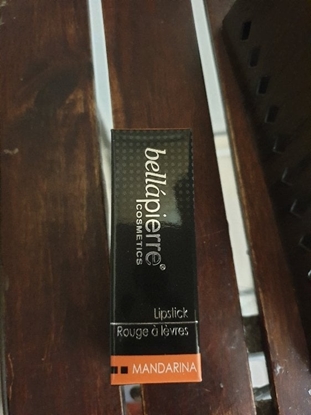 bellápierre®
COSMETICS
Lipstick
Rouge à lèvres
MANDARINA